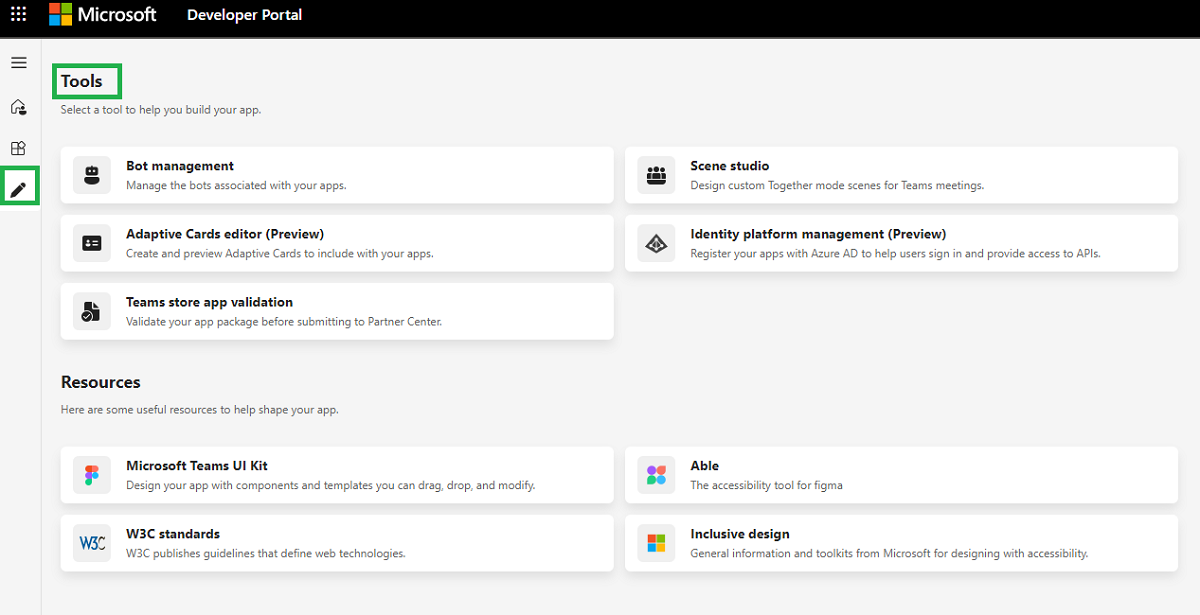 Microsoft Developer Portal
Tools
Select a tool to help you build your app.
Bot management
Manage the bots associated with your apps.
Scene studio
Design custom Together mode scenes for Teams meetings.
Adaptive Cards editor (Preview)
Create and preview Adaptive Cards to include with your apps.
Identity platform management (Preview)
Register your apps with Azure AD to help users sign in and provide access to APIs.
Teams store app validation
Validate your app package before submitting to Partner Center.
Resources
Here are some useful resources to help shape your app.
Microsoft Teams UI Kit
Design your app with components and templates you can drag, drop, and modify.
Able
The accessibility tool for figma
W3C
W3C standards
W3C publishes guidelines that define web technologies.
Inclusive design
General information and toolkits from Microsoft for designing with accessibility.